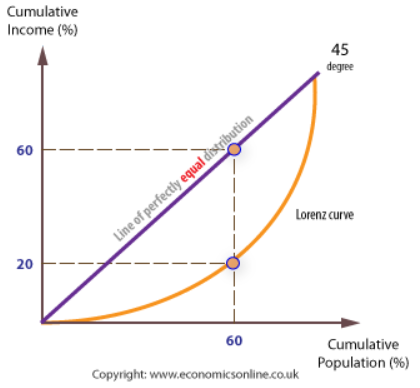 Cumulative
Income (%)
45
degree
60
Line of perfectly equal distribution
Lorenz curve
20
60
Cumulative
Population (%)
Copyright: www.economicsonline.co.uk